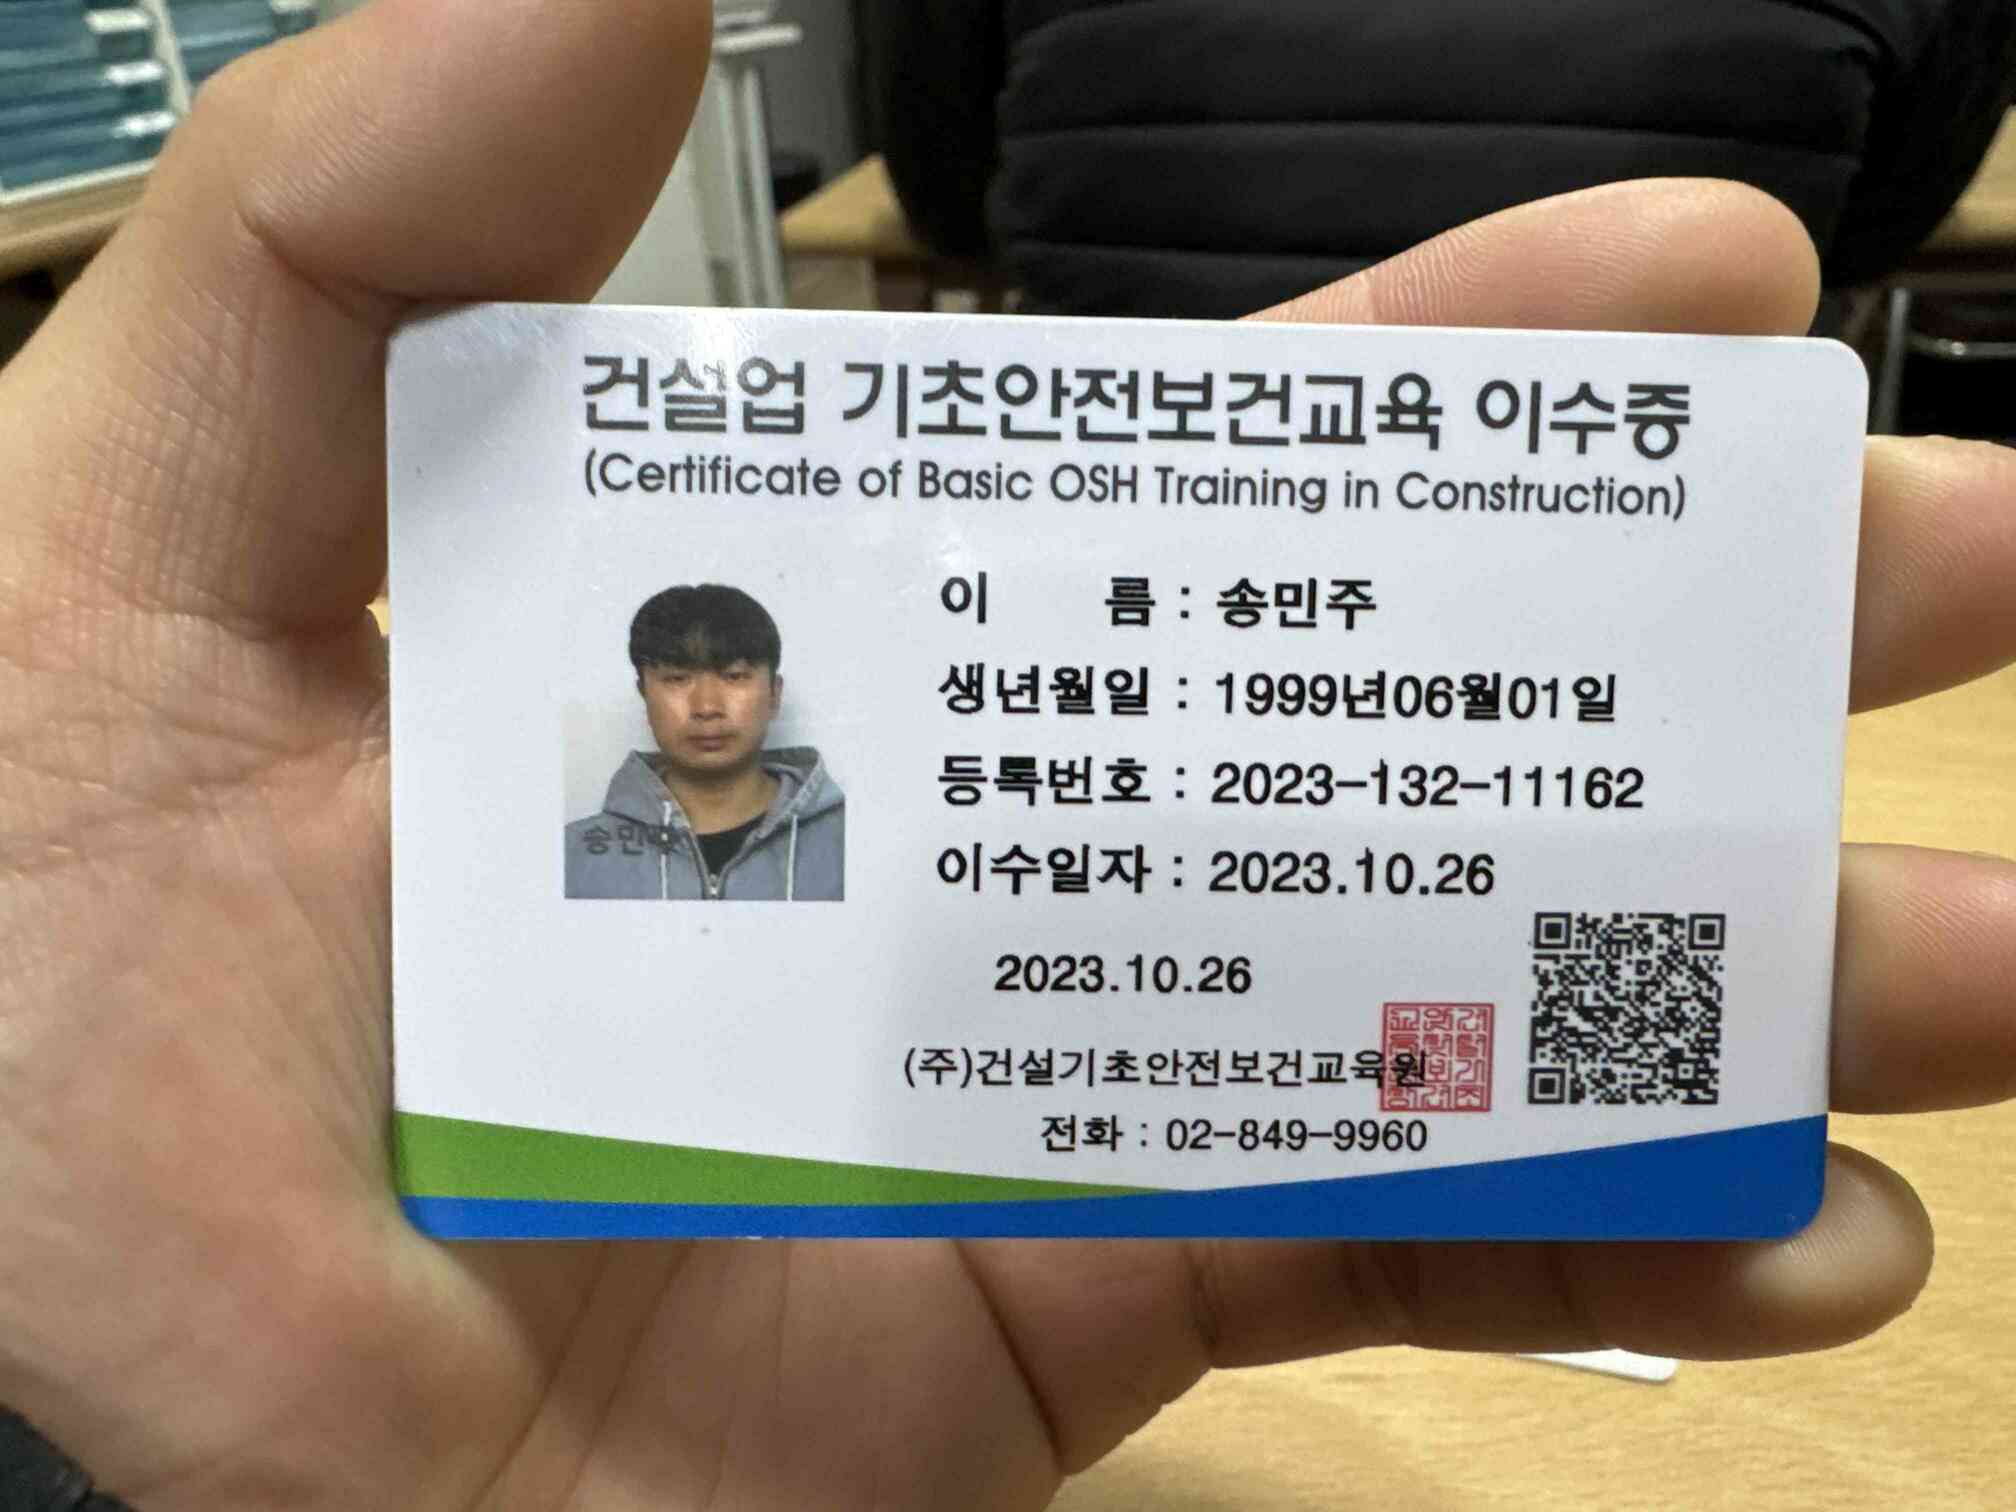 건설업 기초안전보건교육 이수증
(Certificate of Basic OSH Training in Construction)
이 름 : 송민주
생년월일 : 1999년06월01일
등록번호 : 2023-132-11162
이수일자 : 2023.10.26
송민주
2023.10.26
(주)건설기초안전보건교육원
전화 : 02-849-9960